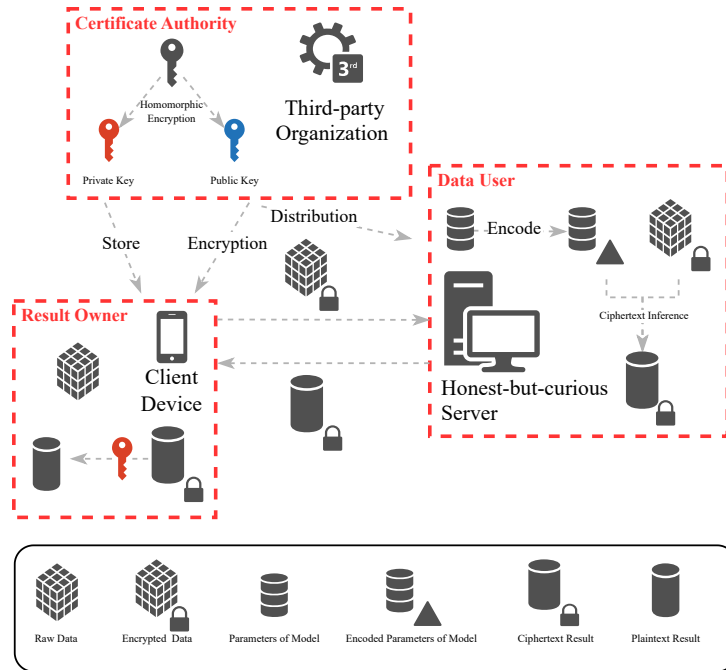 Certificate Authority
3rd
Homomorphic
Encryption
Third-party
Organization
Private Key
Public Key
Store
Encryption
Distribution
Data User
Encode
Ciphertext Inference
Honest-but-curious
Server
Result Owner
Client
Device
Raw Data
Encrypted Data
Parameters of Model
Encoded Parameters of Model
Ciphertext Result
Plaintext Result